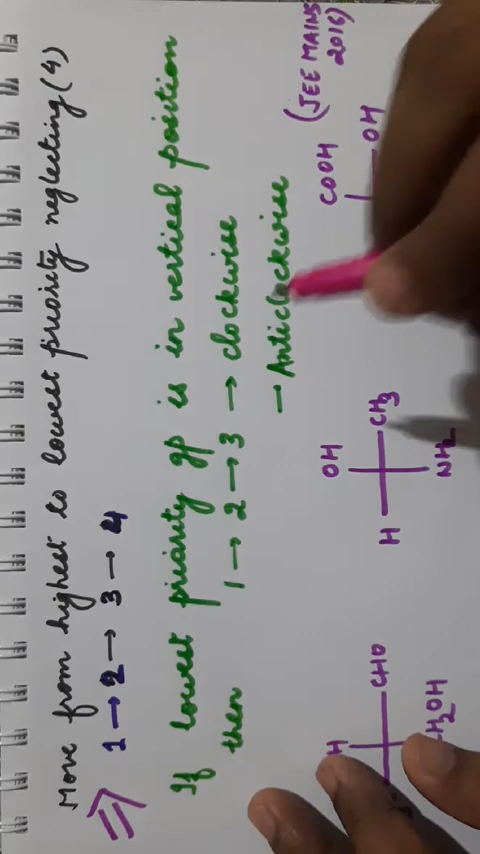 Move from highest to lowest priority neglecting (4)
1 → 2 → 3 → 4
If lowest priority gp is in vertical position
then 1 → 2 → 3 → clockwise
→ Anticlockwise
(JEE MAINS 2016)
H
CHO
OH
H
CH3
NH2
COOH
OH